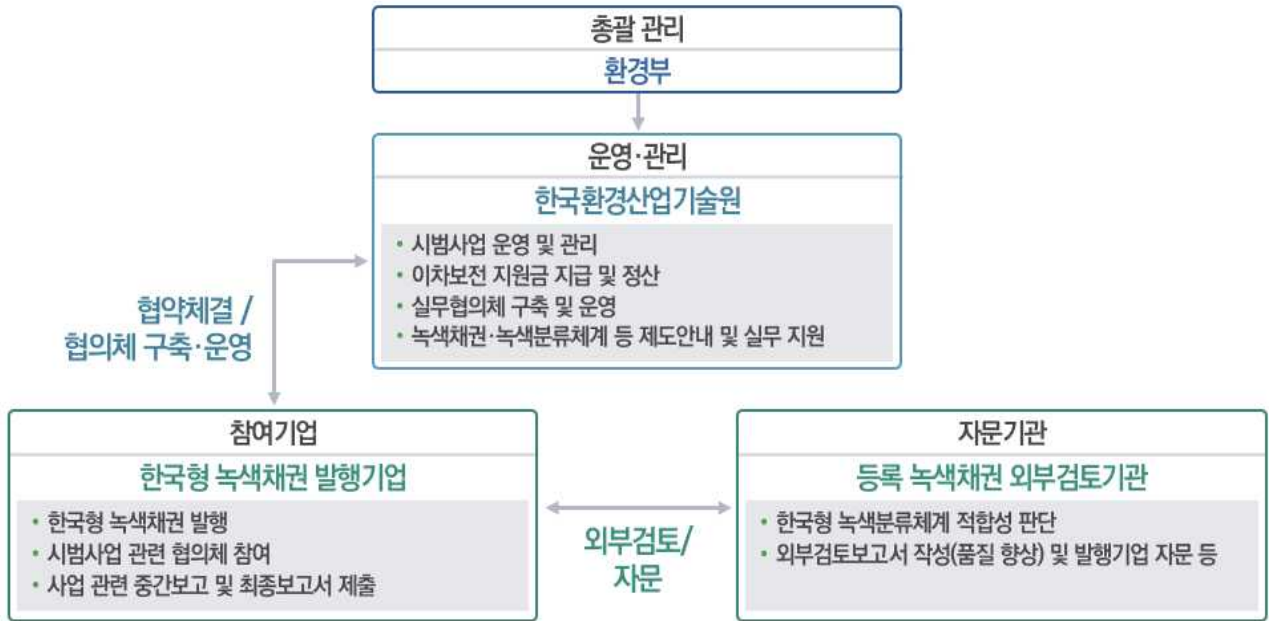 총괄 관리
환경부
운영·관리
한국환경산업기술원
• 시범사업 운영 및 관리
• 이차보전 지원금 지급 및 정산
• 실무협의체 구축 및 운영
• 녹색채권·녹색분류체계 등 제도안내 및 실무 지원
협약체결 /
협의체 구축·운영
참여기업
한국형 녹색채권 발행기업
• 한국형 녹색채권 발행
• 시범사업 관련 협의체 참여
• 사업 관련 중간보고 및 최종보고서 제출
외부검토/
자문
자문기관
등록 녹색채권 외부검토기관
• 한국형 녹색분류체계 적합성 판단
• 외부검토보고서 작성(품질 향상) 및 발행기업 자문 등